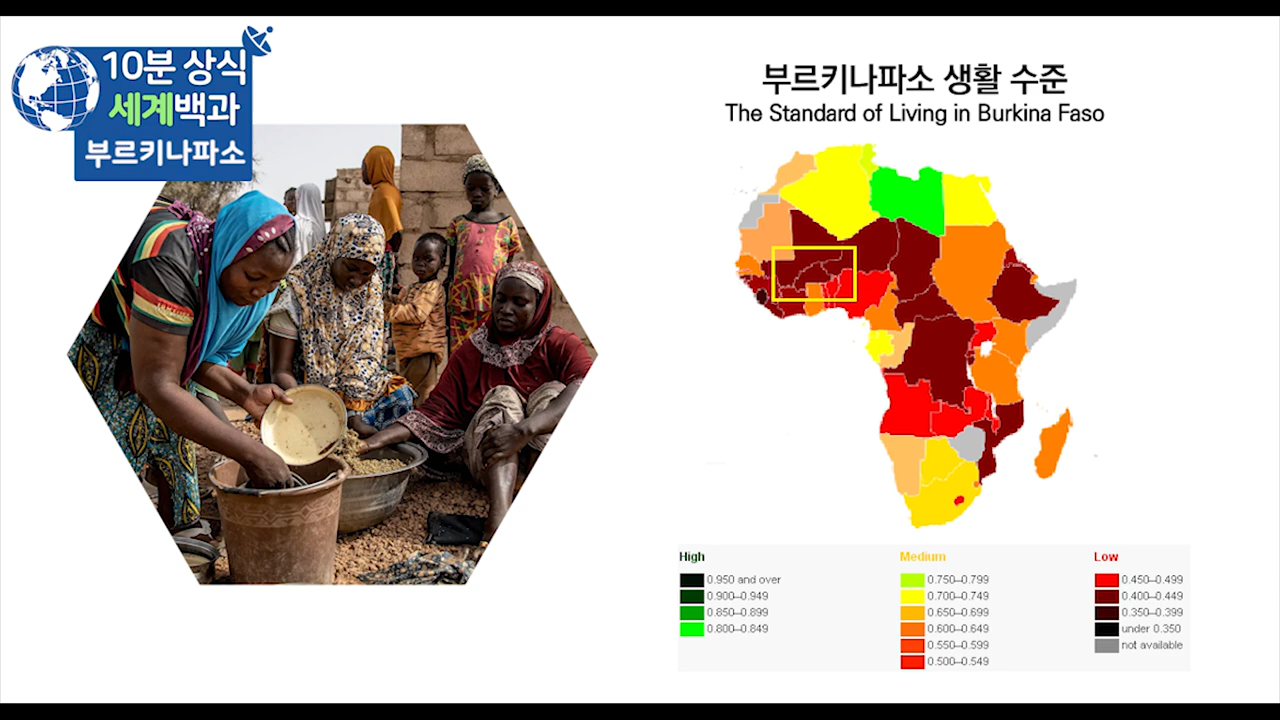 10분 상식
세계백과
부르키나파소
부르키나파소 생활 수준
The Standard of Living in Burkina Faso
High
0.950 and over
0.900–0.949
0.850–0.899
0.800–0.849
Medium
0.750–0.799
0.700–0.749
0.650–0.699
0.600–0.649
0.550–0.599
0.500–0.549
Low
0.450–0.499
0.400–0.449
0.350–0.399
under 0.350
not available